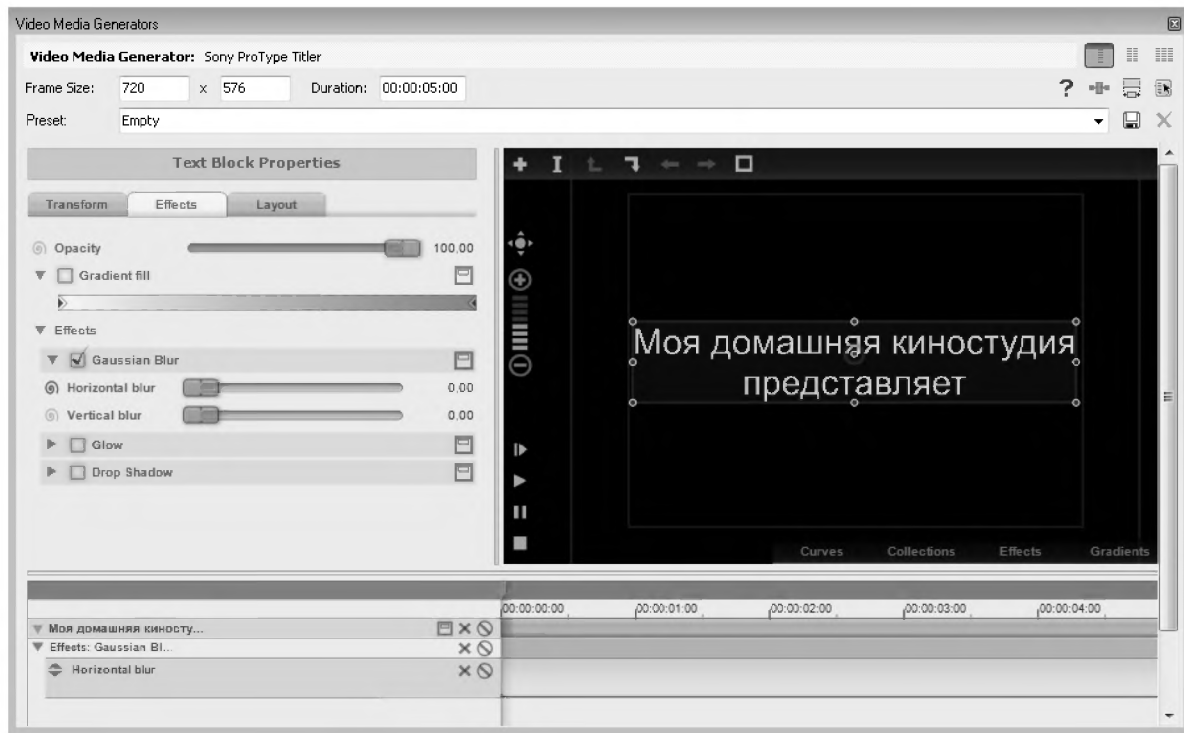 Video Media Generators
Video Media Generator: Sony ProType Titler
Frame Size: 720 x 576 Duration: 00:00:05:00
?
Preset: Empty
Text Block Properties
Transform Effects Layout
Opacity 100,00
Gradient fill
Effects
Gaussian Blur
Horizontal blur 0,00
Vertical blur 0,00
Glow
Drop Shadow
Моя домашняя киностудия
представляет
Curves Collections Effects Gradients
00:00:00:00 00:00:01:00 00:00:02:00 00:00:03:00 00:00:04:00
Моя домашняя киносту...
Effects: Gaussian Bl...
Horizontal blur